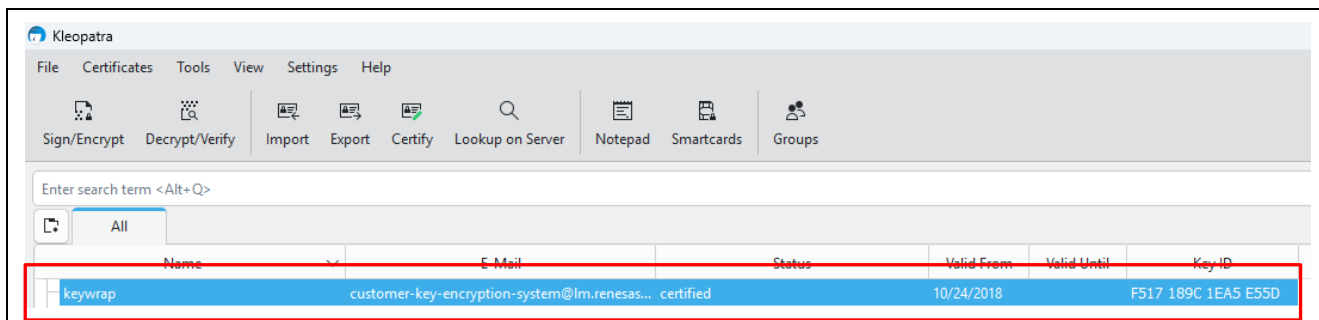 Kleopatra
File Certificates Tools View Settings Help
Sign/Encrypt Decrypt/Verify Import Export Certify Lookup on Server Notepad Smartcards Groups
Enter search term <Alt+Q>
All
Name E-Mail Status Valid From Valid Until Key ID
keywrap customer-key-encryption-system@lm.renesas... certified 10/24/2018 F517 189C 1EA5 E55D